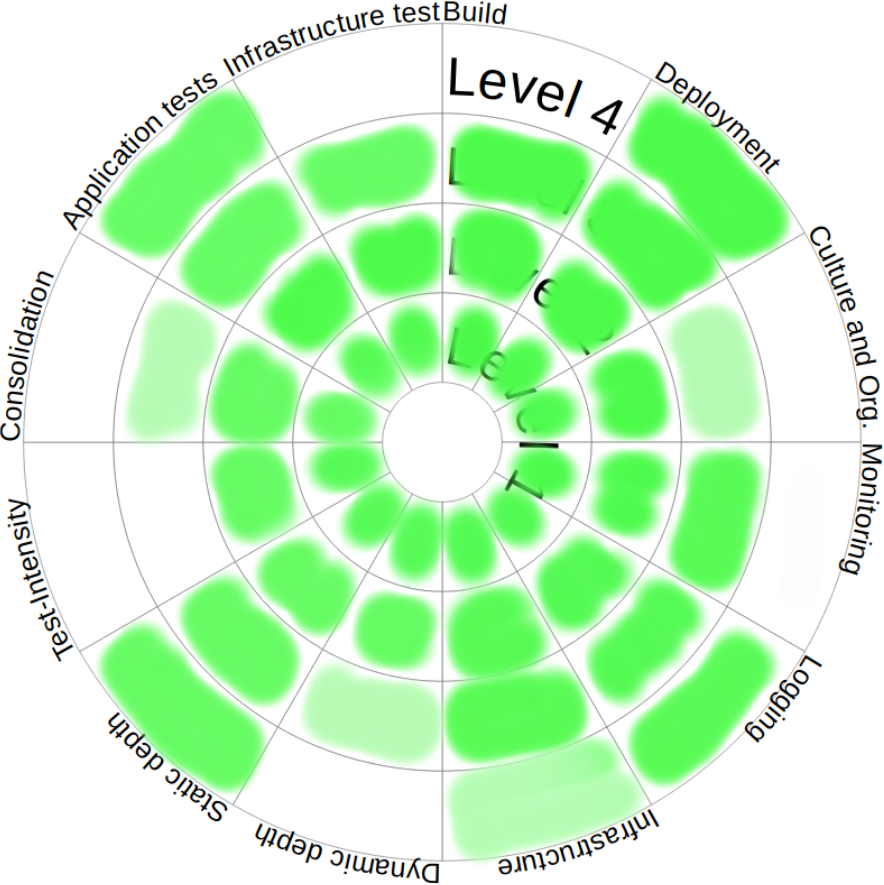 Build
Deployment
Culture and Org.
Monitoring
Logging
Infrastructure
Dynamic depth
Static depth
Test-Intensity
Consolidation
Application tests
Infrastructure test
Level 4
Level 1